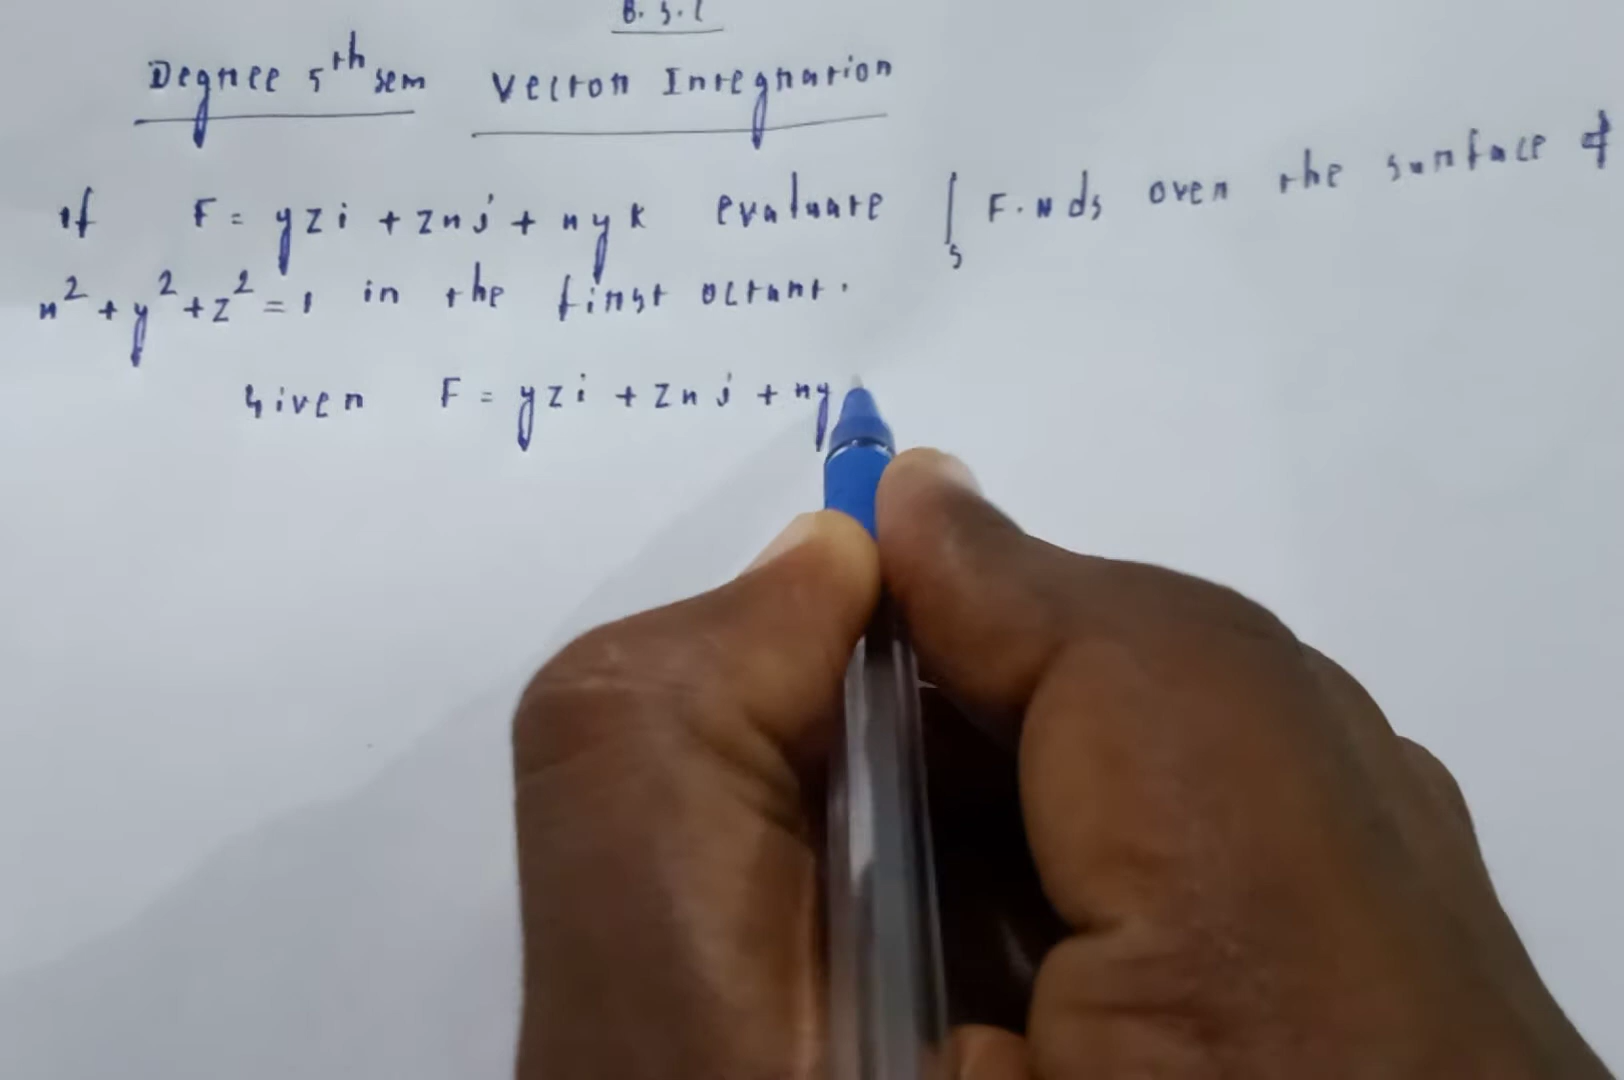 B.S.C
Degree 5th sem Vector Integration
If F = yzi + zxj + xyk evaluate ∫s F.N ds over the surface of
x² + y² + z² = 1 in the first octant.
Given F = yzi + zxj + xy